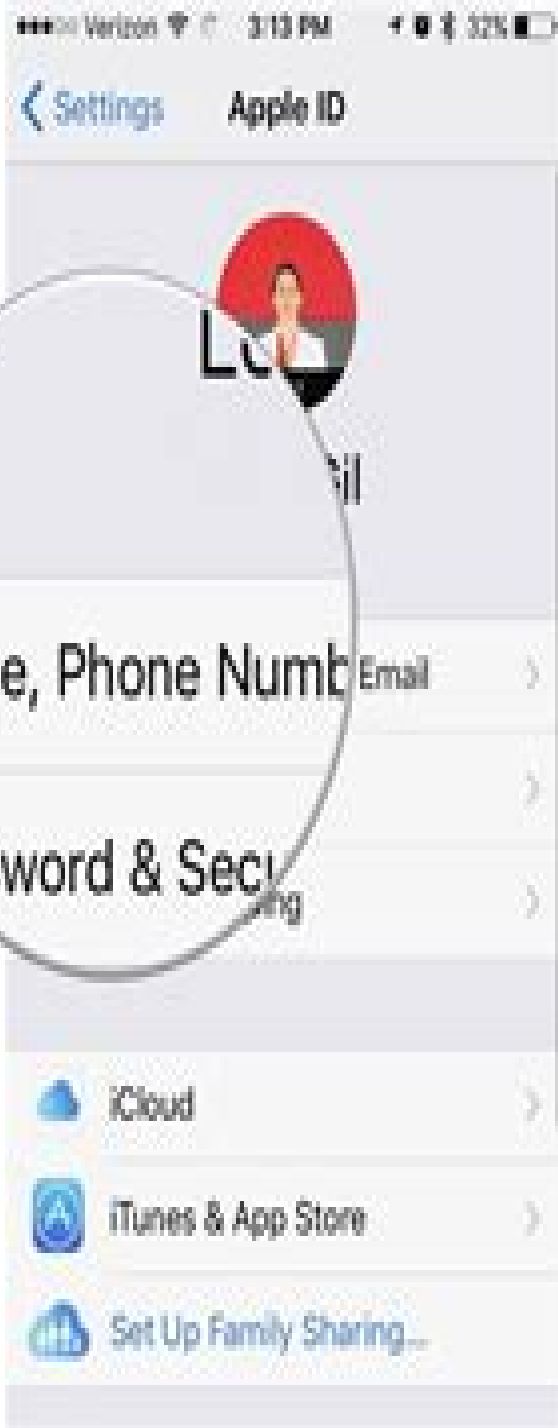 Verizon 3:13 PM 32%
Settings Apple ID
e, Phone Numb Email
word & Secu
ng
iCloud
iTunes & App Store
Set Up Family Sharing...